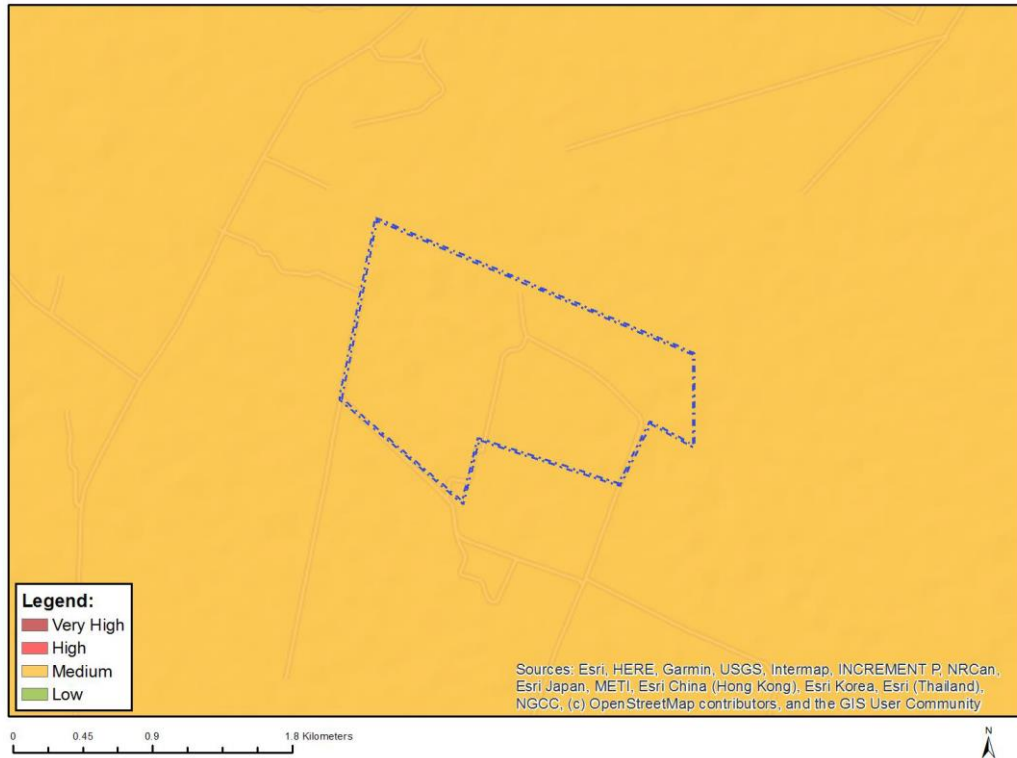 Legend:
Very High
High
Medium
Low
Sources: Esri, HERE, Garmin, USGS, Intermap, INCREMENT P, NRCan,
Esri Japan, METI, Esri China (Hong Kong), Esri Korea, Esri (Thailand),
NGCC, (c) OpenStreetMap contributors, and the GIS User Community
0 0.45 0.9 1.8 Kilometers
N